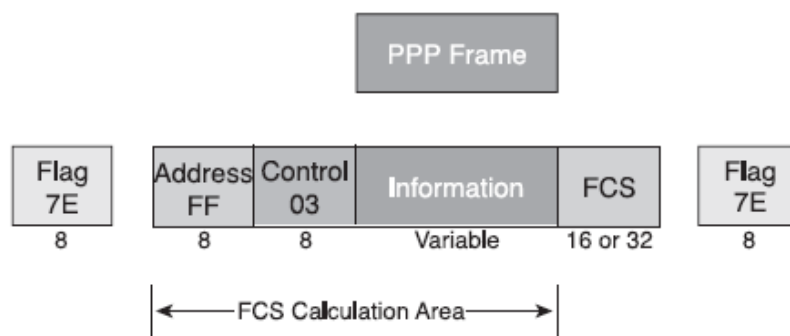 PPP Frame
Flag
7E
Address
FF
Control
03
Information
FCS
Flag
7E
8
8
8
Variable
16 or 32
8
FCS Calculation Area